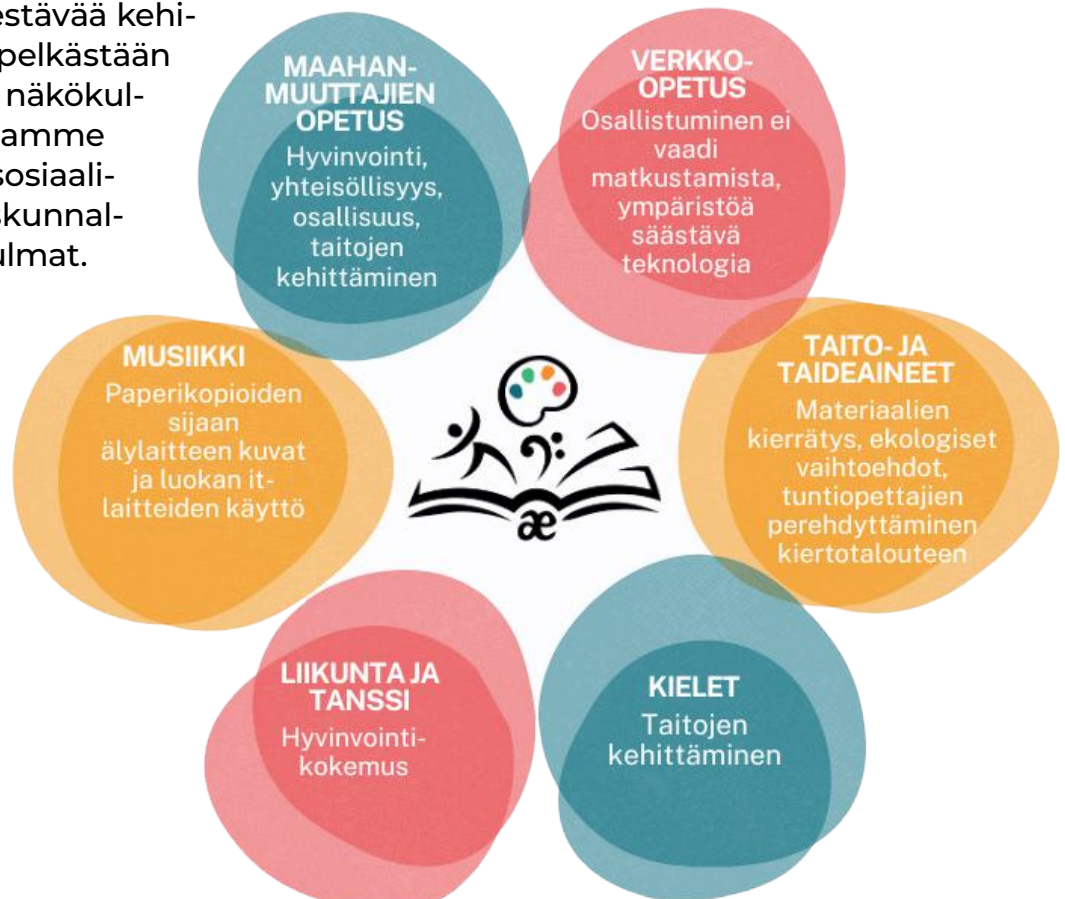 estävää kehi-
pelkästään
näkökul-
amme
sosiaali-
skunnal-
ulmat.
MAAHAN-
MUUTTAJIEN
OPETUS
Hyvinvointi,
yhteisöllisyys,
osallisuus,
taitojen
kehittäminen
VERKKO-
OPETUS
Osallistuminen ei
vaadi
matkustamista,
ympäristöä
säästävä
teknologia
MUSIIKKI
Paperikopioiden
sijaan
älylaitteen kuvat
ja luokan it-
laitteiden käyttö
TAITO- JA
TAIDEAINEET
Materiaalien
kierrätys, ekologiset
vaihtoehdot,
tuntiopettajien
perehdyttäminen
kiertotalouteen
æ
LIIKUNTA JA
TANSSI
Hyvinvointi-
kokemus
KIELET
Taitojen
kehittäminen